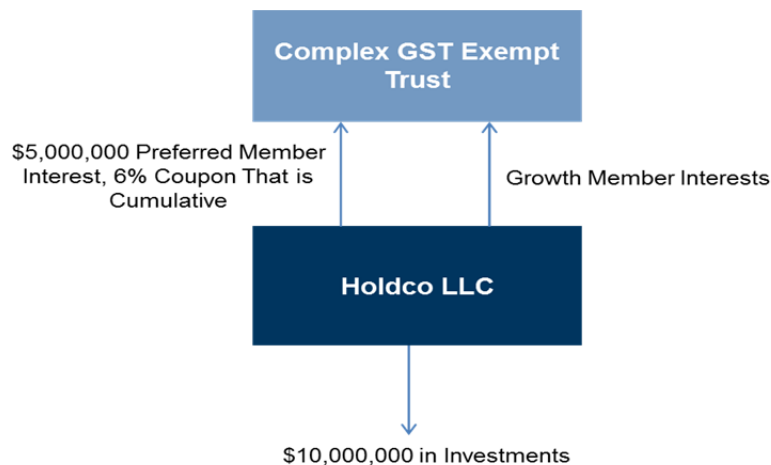 Complex GST Exempt
Trust
$5,000,000 Preferred Member
Interest, 6% Coupon That is
Cumulative
Growth Member Interests
Holdco LLC
$10,000,000 in Investments